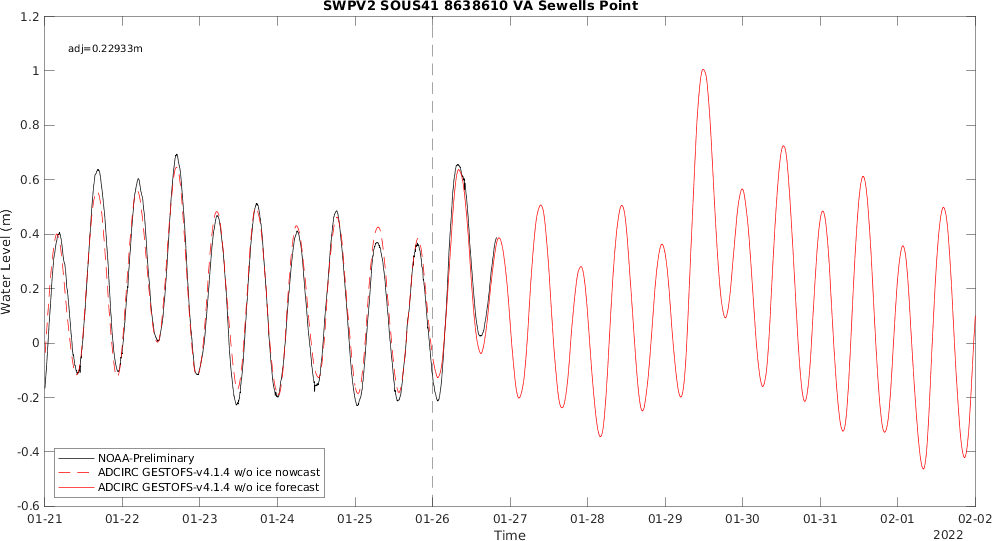 SWPV2 SOUS41 8638610 VA Sewells Point
adj=0.22933m
Water Level (m)
1.2
1
0.8
0.6
0.4
0.2
0
-0.2
-0.4
-0.6
NOAA-Preliminary
ADCIRC GESTOFS-v4.1.4 w/o ice nowcast
ADCIRC GESTOFS-v4.1.4 w/o ice forecast
01-21 01-22 01-23 01-24 01-25 01-26 01-27 01-28 01-29 01-30 01-31 02-01 02-02
Time
2022